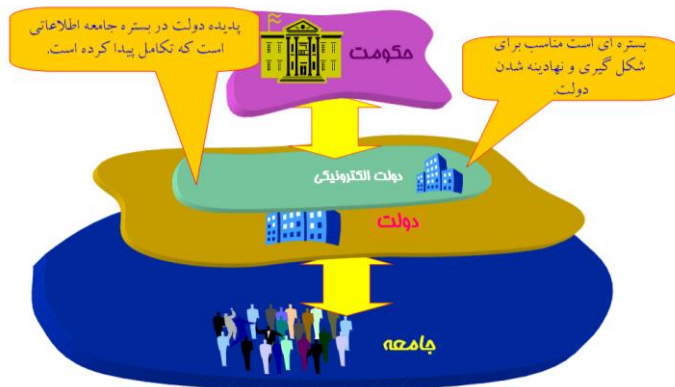 پدیده دولت در بستره جامعه اطلاعاتی
است که تکامل پیدا کرده است.
حکومت
بستره ای است مناسب برای
شکل گیری و نهادینه شدن
دولت.
دولت الکترونیکی
دولت
جامعه